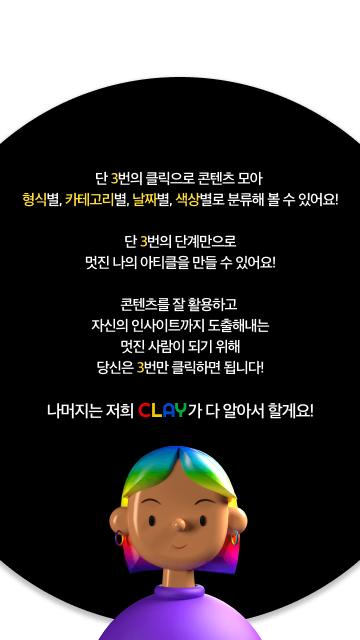 단 3번의 클릭으로 콘텐츠 모아
형식별, 카테고리별, 날짜별, 색상별로 분류해 볼 수 있어요!
단 3번의 단계만으로
멋진 나의 아티클을 만들 수 있어요!
콘텐츠를 잘 활용하고
자신의 인사이트까지 도출해내는
멋진 사람이 되기 위해
당신은 3번만 클릭하면 됩니다!
나머지는 저희 CLAY가 다 알아서 할게요!